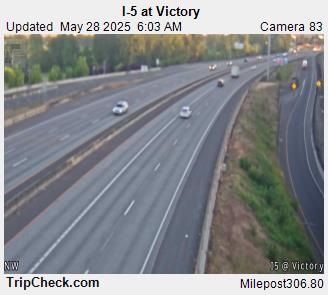 I-5 at Victory
Updated May 28 2025 6:03 AM Camera 83
NW I5 @ Victory
TripCheck.com Milepost306.80